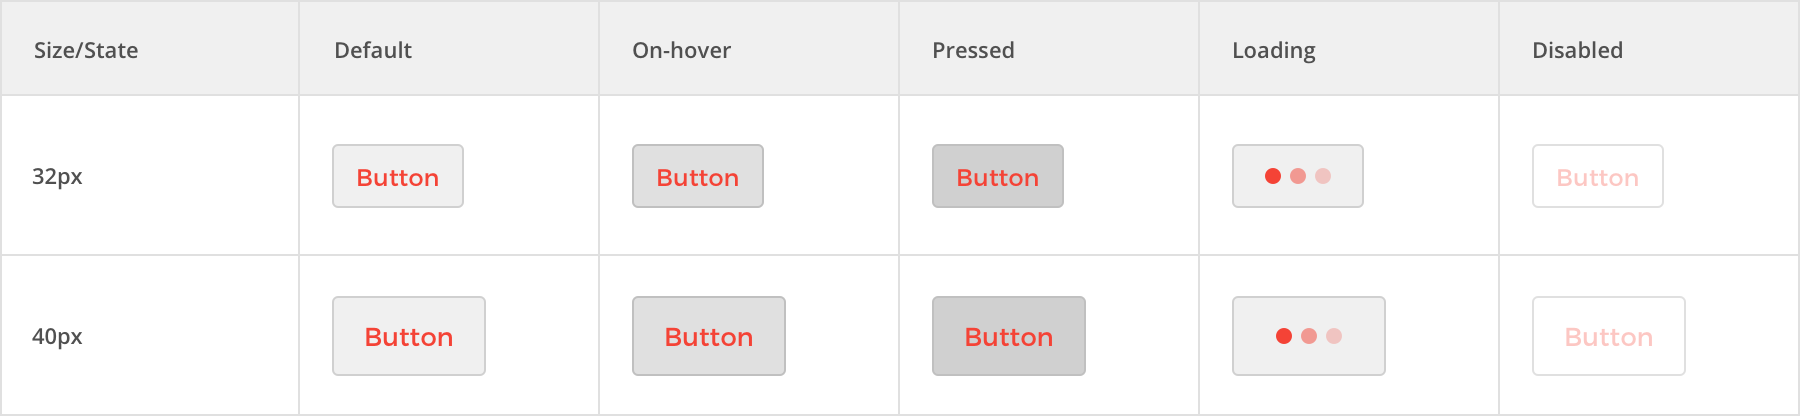 Size/State Default On-hover Pressed Loading Disabled
32px Button Button Button Button
40px Button Button Button Button